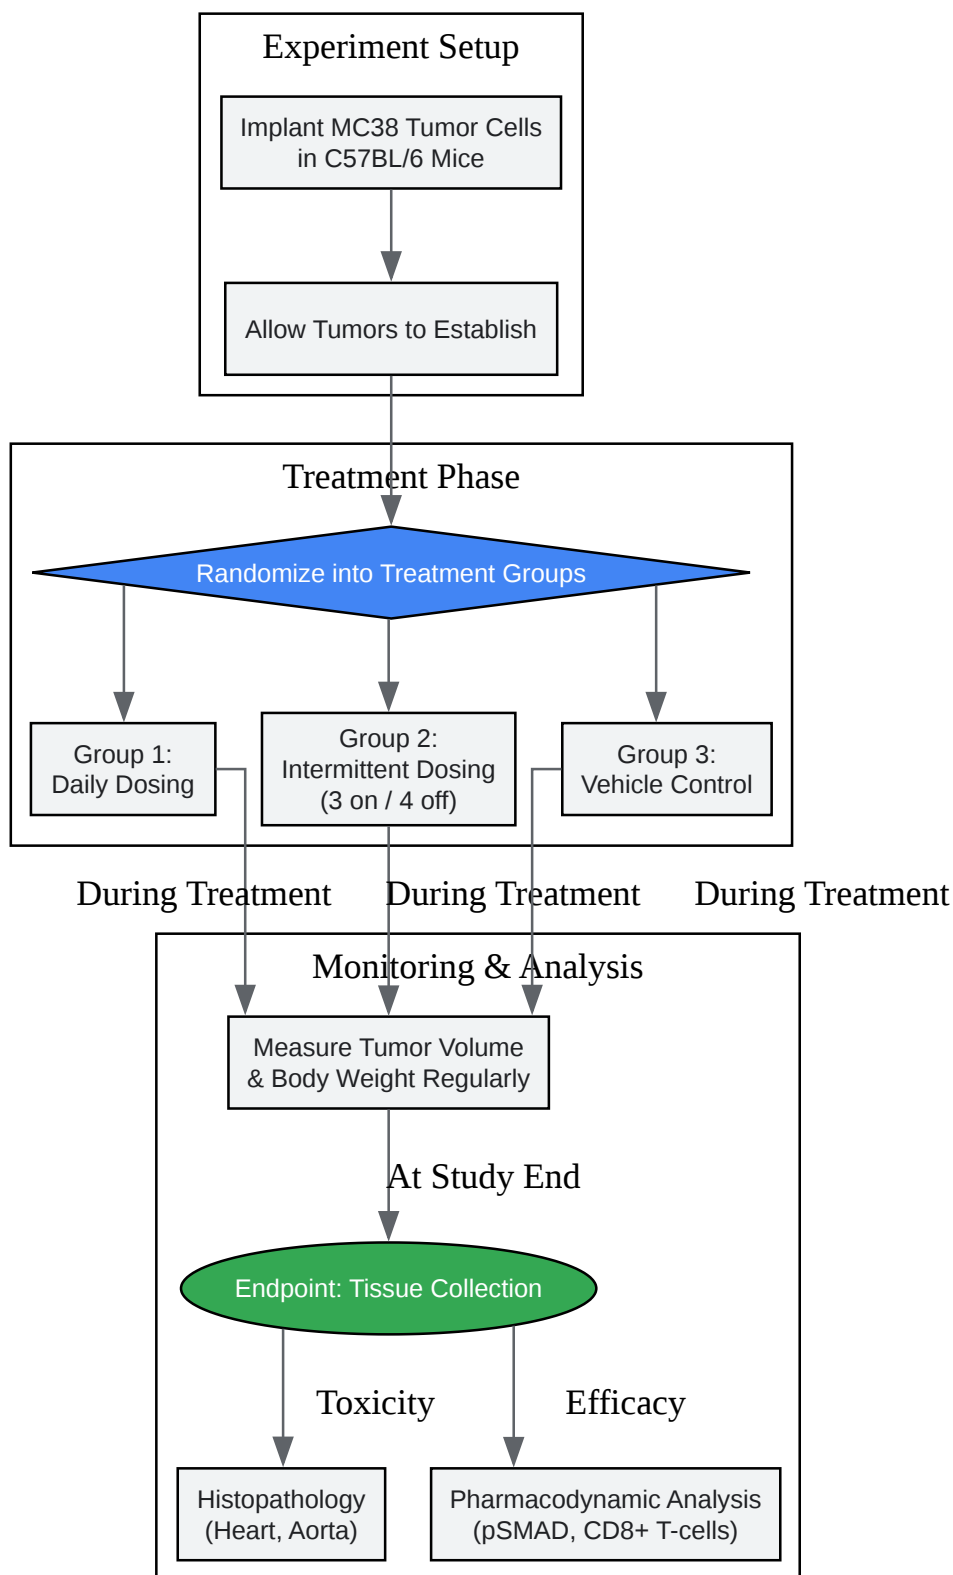 Experiment Setup
Implant MC38 Tumor Cells
in C57BL/6 Mice
Allow Tumors to Establish
Treatment Phase
Randomize into Treatment Groups
Group 1:
Daily Dosing
Group 2:
Intermittent Dosing
(3 on / 4 off)
Group 3:
Vehicle Control
During Treatment
During Treatment
During Treatment
Monitoring & Analysis
Measure Tumor Volume
& Body Weight Regularly
At Study End
Endpoint: Tissue Collection
Toxicity
Efficacy
Histopathology
(Heart, Aorta)
Pharmacodynamic Analysis
(pSMAD, CD8+ T-cells)